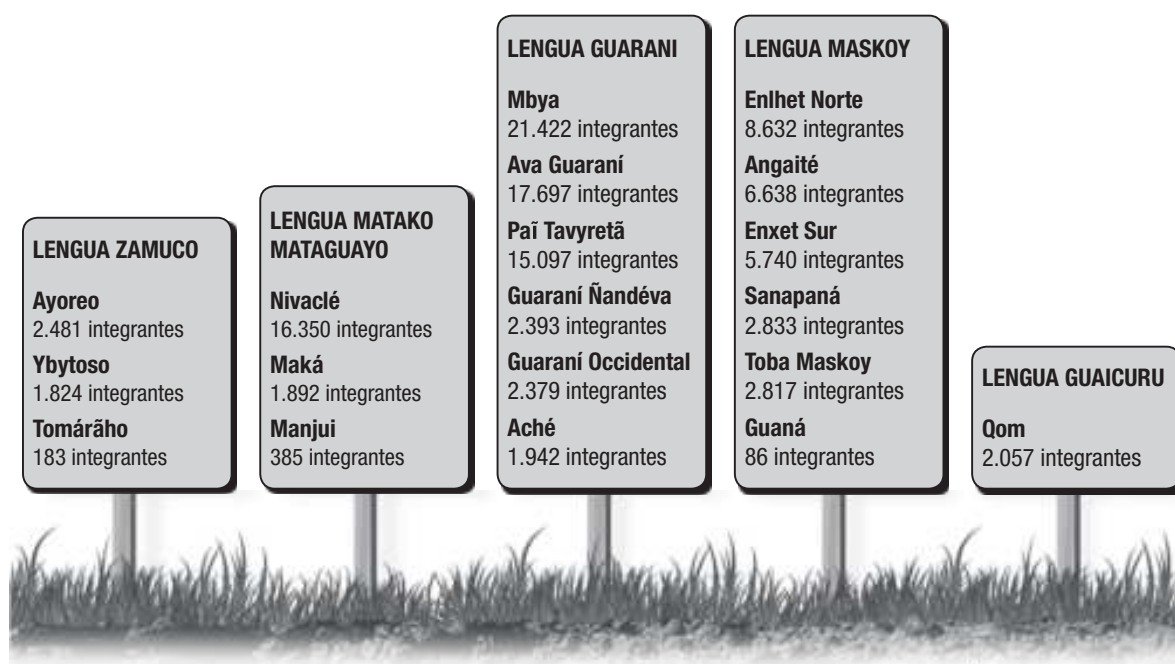 LENGUA ZAMUCO
Ayoreo
2.481 integrantes
Ybytoso
1.824 integrantes
Tomárãho
183 integrantes
LENGUA MATAKO
MATAGUAYO
Nivaclé
16.350 integrantes
Maká
1.892 integrantes
Manjui
385 integrantes
LENGUA GUARANI
Mbya
21.422 integrantes
Ava Guaraní
17.697 integrantes
Paĩ Tavyretã
15.097 integrantes
Guaraní Ñandéva
2.393 integrantes
Guaraní Occidental
2.379 integrantes
Aché
1.942 integrantes
LENGUA MASKOY
Enlhet Norte
8.632 integrantes
Angaité
6.638 integrantes
Enxet Sur
5.740 integrantes
Sanapaná
2.833 integrantes
Toba Maskoy
2.817 integrantes
Guaná
86 integrantes
LENGUA GUAICURU
Qom
2.057 integrantes